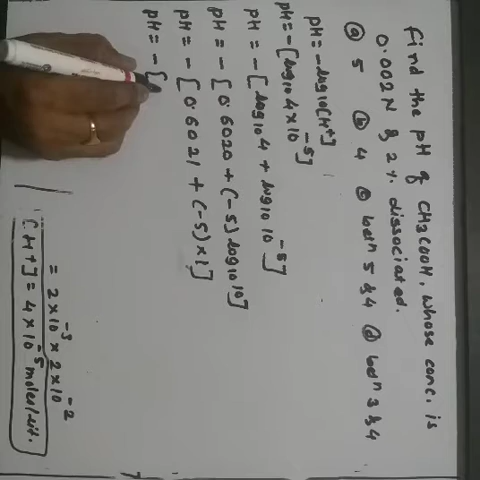 find the pH of CH3COOH, whose conc. is
0.002N & 2% dissociated.
ⓐ 5 ⓑ 4 ⓒ betn 5 & 4 ⓓ betn 3 & 4
pH = -log10[H+]
pH = -[log10 4×10⁻⁵]
pH = -[log10 4 + log10 10⁻⁵]
pH = -[0.6020 + (-5) log10 10]
pH = -[0.6021 + (-5)×1]
pH = -[
= 2×10⁻³ × 2×10⁻²
[H+] = 4×10⁻⁵ moles/lit.